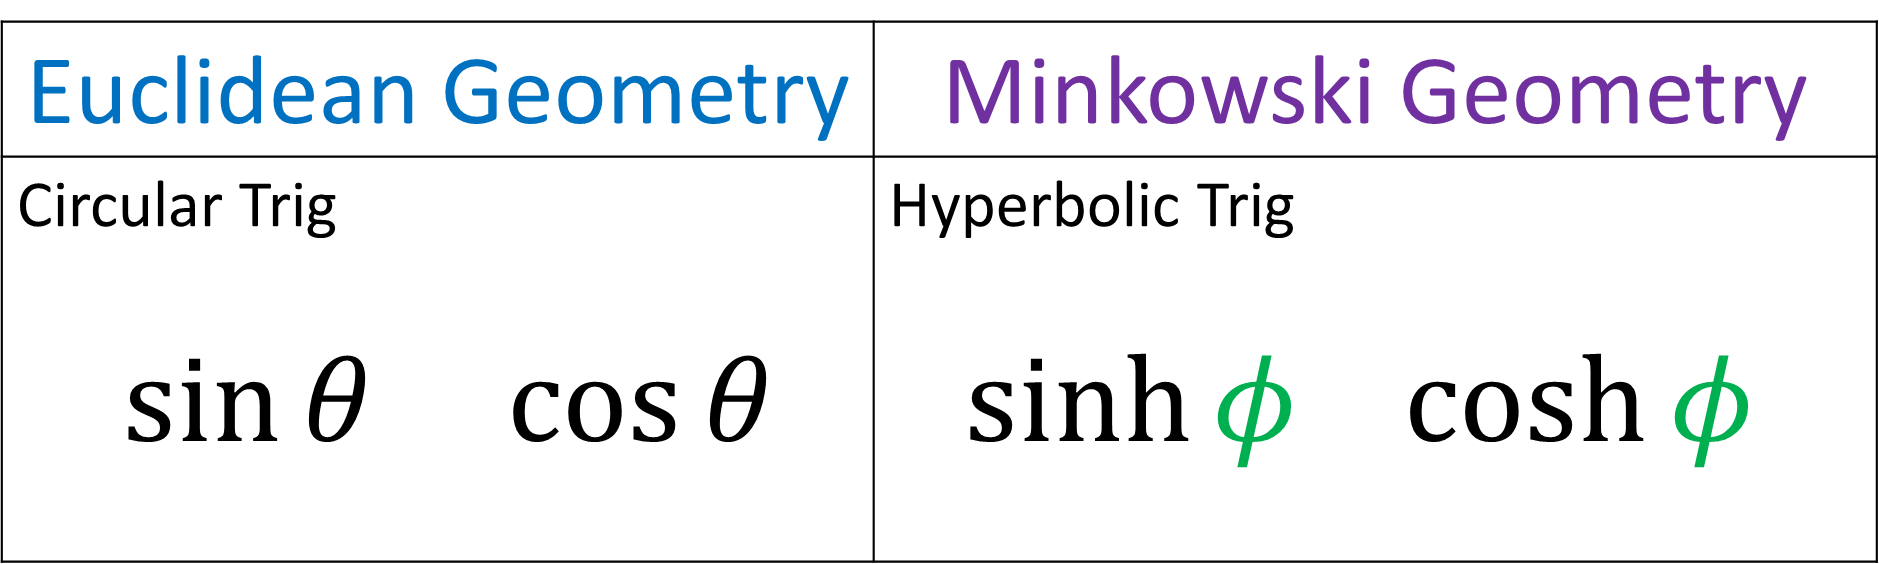 Euclidean Geometry
Minkowski Geometry
Circular Trig
Hyperbolic Trig
sin θ cos θ
sinh ϕ cosh ϕ